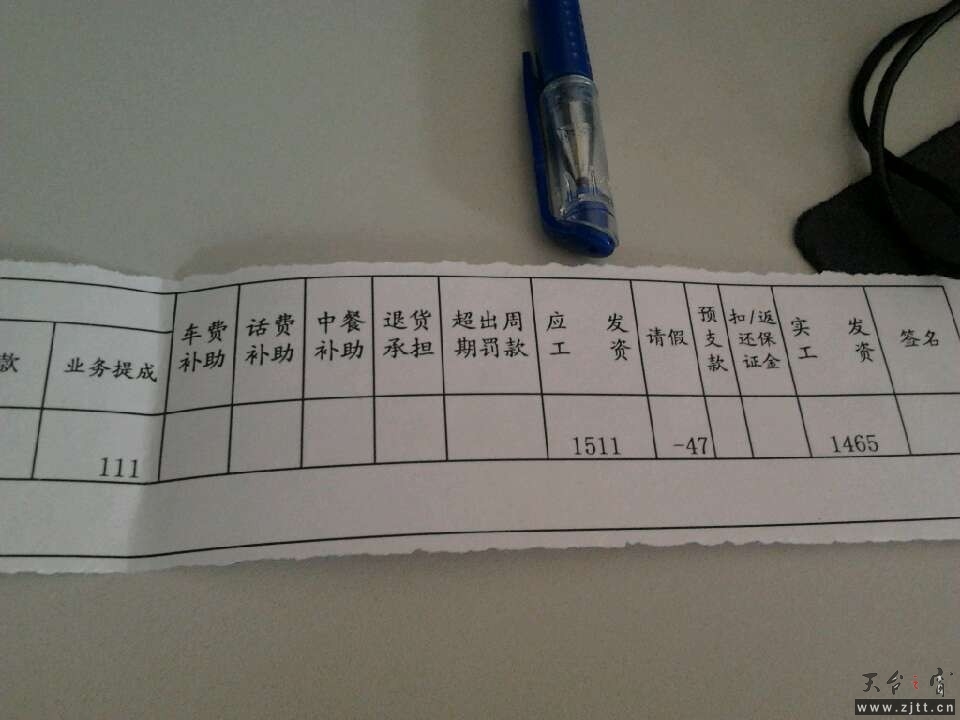 款
业务提成
车费
补助
话费
补助
中餐
补助
退货
承担
超出周
期罚款
应发
工资
请假
预
支
款
扣/返
还保
证金
实发
工资
签名
111
1511
-47
1465
天台之窗
www.zjtt.cn